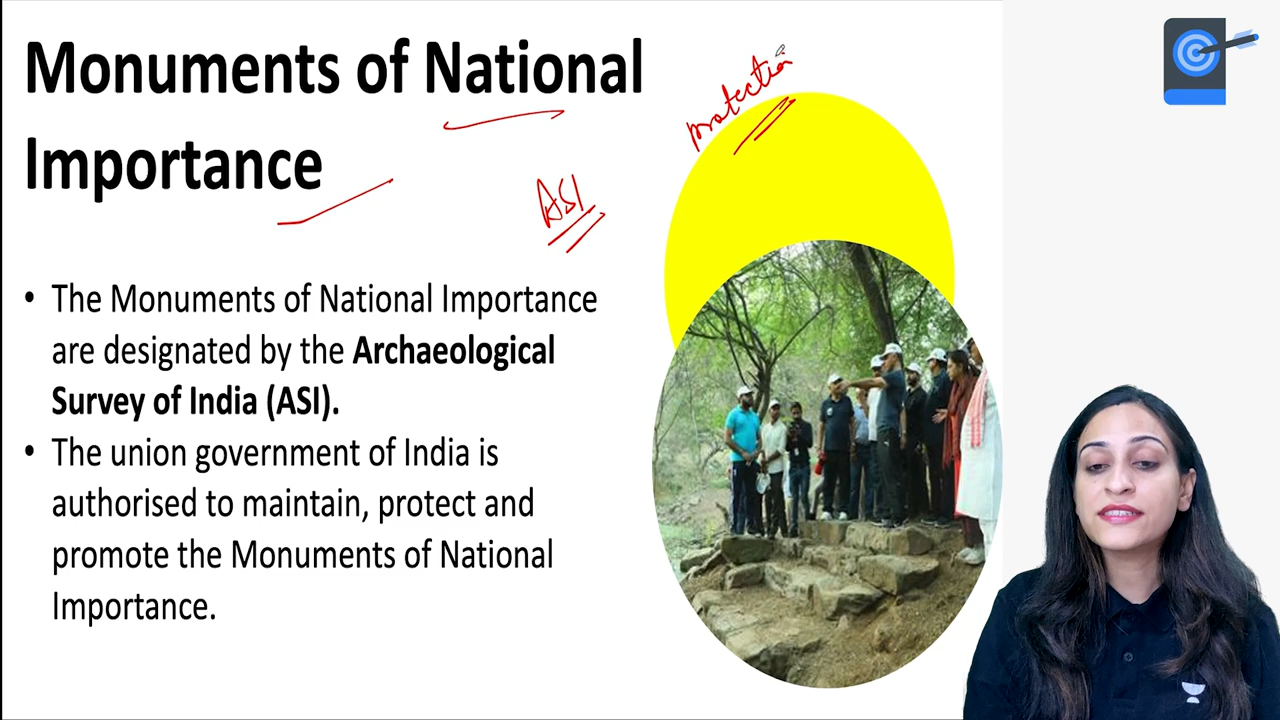 Monuments of National
Importance
protection
ASI
• The Monuments of National Importance
are designated by the Archaeological
Survey of India (ASI).
• The union government of India is
authorised to maintain, protect and
promote the Monuments of National
Importance.